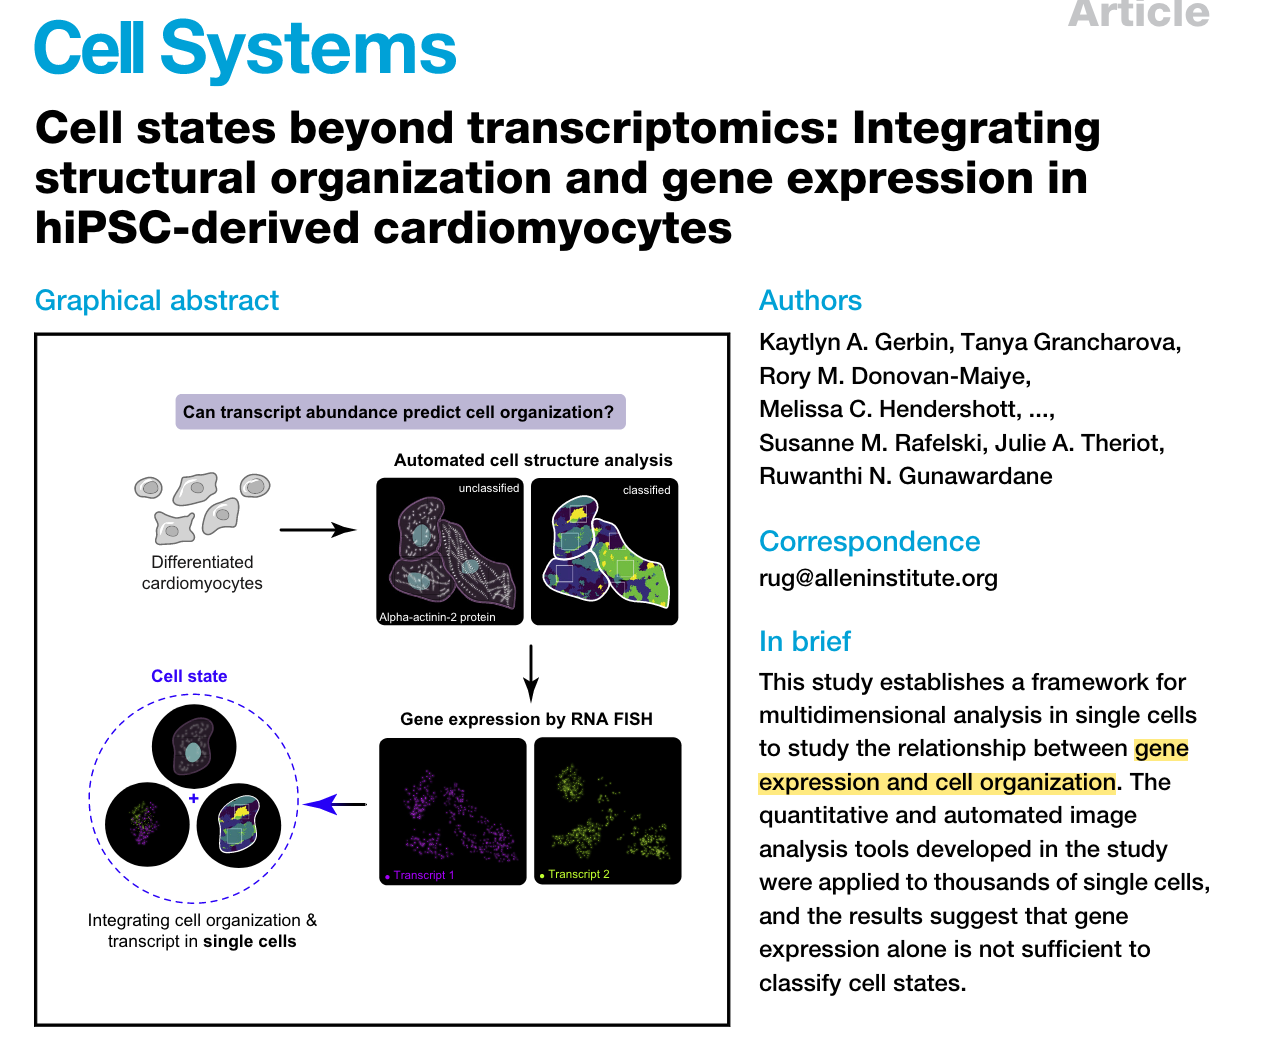 Article
Cell Systems
Cell states beyond transcriptomics: Integrating
structural organization and gene expression in
hiPSC-derived cardiomyocytes
Graphical abstract
Can transcript abundance predict cell organization?
Automated cell structure analysis
unclassified
classified
Differentiated
cardiomyocytes
Alpha-actinin-2 protein
Cell state
Gene expression by RNA FISH
+
Transcript 1
Transcript 2
Integrating cell organization &
transcript in single cells
Authors
Kaytlyn A. Gerbin, Tanya Grancharova,
Rory M. Donovan-Maiye,
Melissa C. Hendershott, ...,
Susanne M. Rafelski, Julie A. Theriot,
Ruwanthi N. Gunawardane
Correspondence
rug@alleninstitute.org
In brief
This study establishes a framework for
multidimensional analysis in single cells
to study the relationship between gene
expression and cell organization. The
quantitative and automated image
analysis tools developed in the study
were applied to thousands of single cells,
and the results suggest that gene
expression alone is not sufficient to
classify cell states.